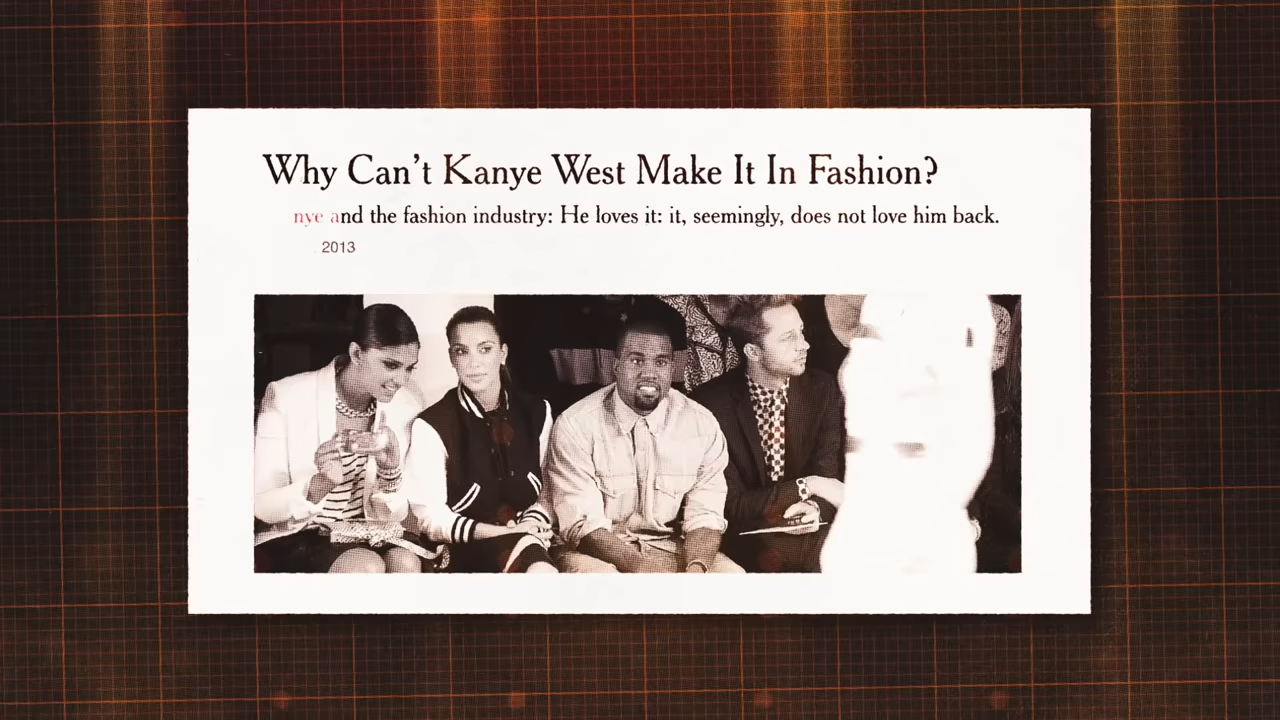 Why Can't Kanye West Make It In Fashion?
nye and the fashion industry: He loves it: it, seemingly, does not love him back.
2013